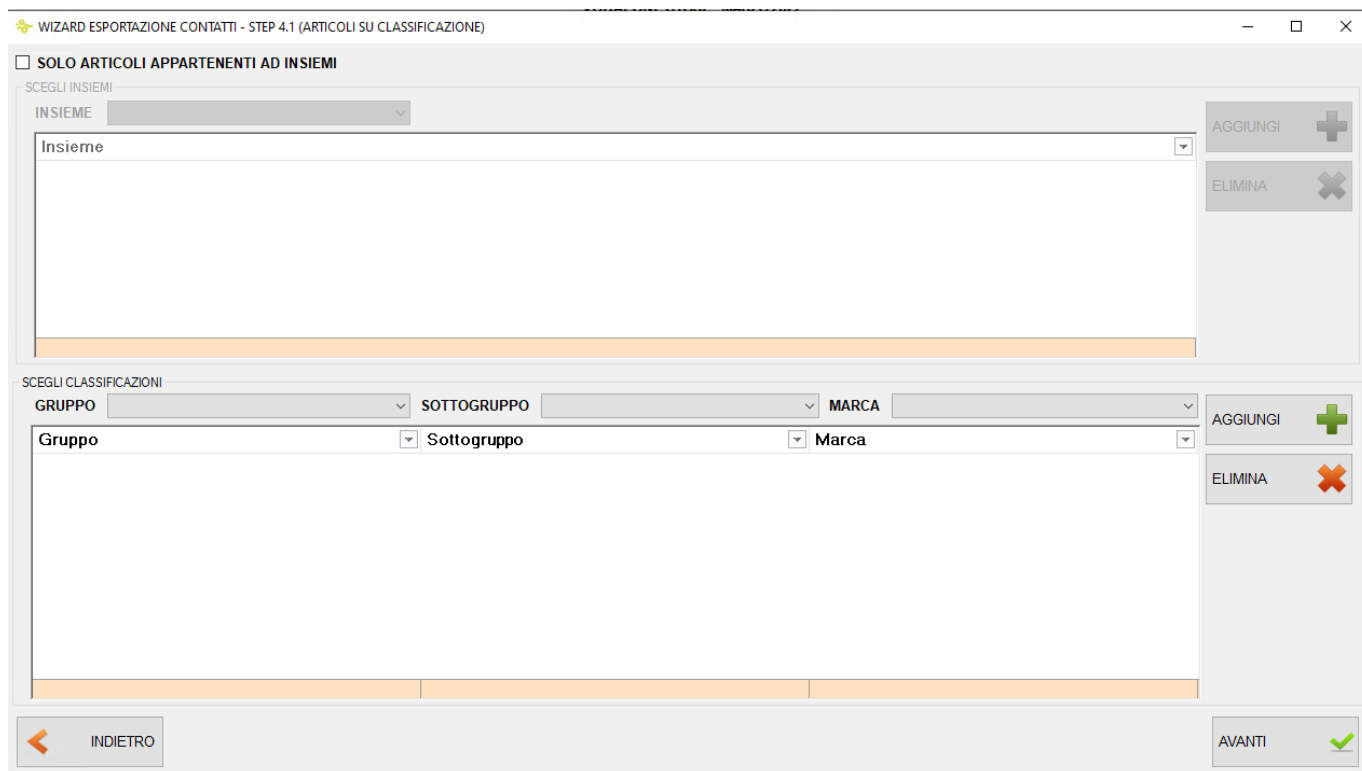 WIZARD ESPORTAZIONE CONTATTI - STEP 4.1 (ARTICOLI SU CLASSIFICAZIONE)
SOLO ARTICOLI APPARTENENTI AD INSIEMI
SCEGLI INSIEMI
INSIEME
AGGIUNGI
Insieme
ELIMINA
SCEGLI CLASSIFICAZIONI
GRUPPO SOTTOGRUPPO MARCA
AGGIUNGI
Gruppo Sottogruppo Marca
ELIMINA
INDIETRO AVANTI